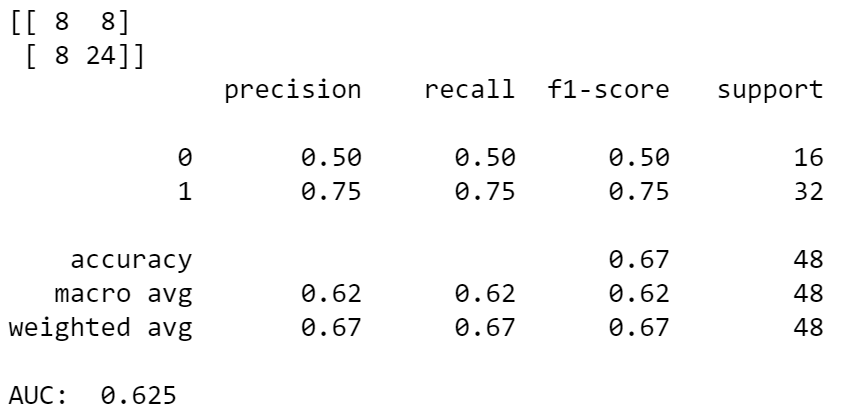 [[ 8  8]
 [ 8 24]]
              precision    recall  f1-score   support

           0       0.50      0.50      0.50        16
           1       0.75      0.75      0.75        32

    accuracy                           0.67        48
   macro avg       0.62      0.62      0.62        48
weighted avg       0.67      0.67      0.67        48

AUC:  0.625